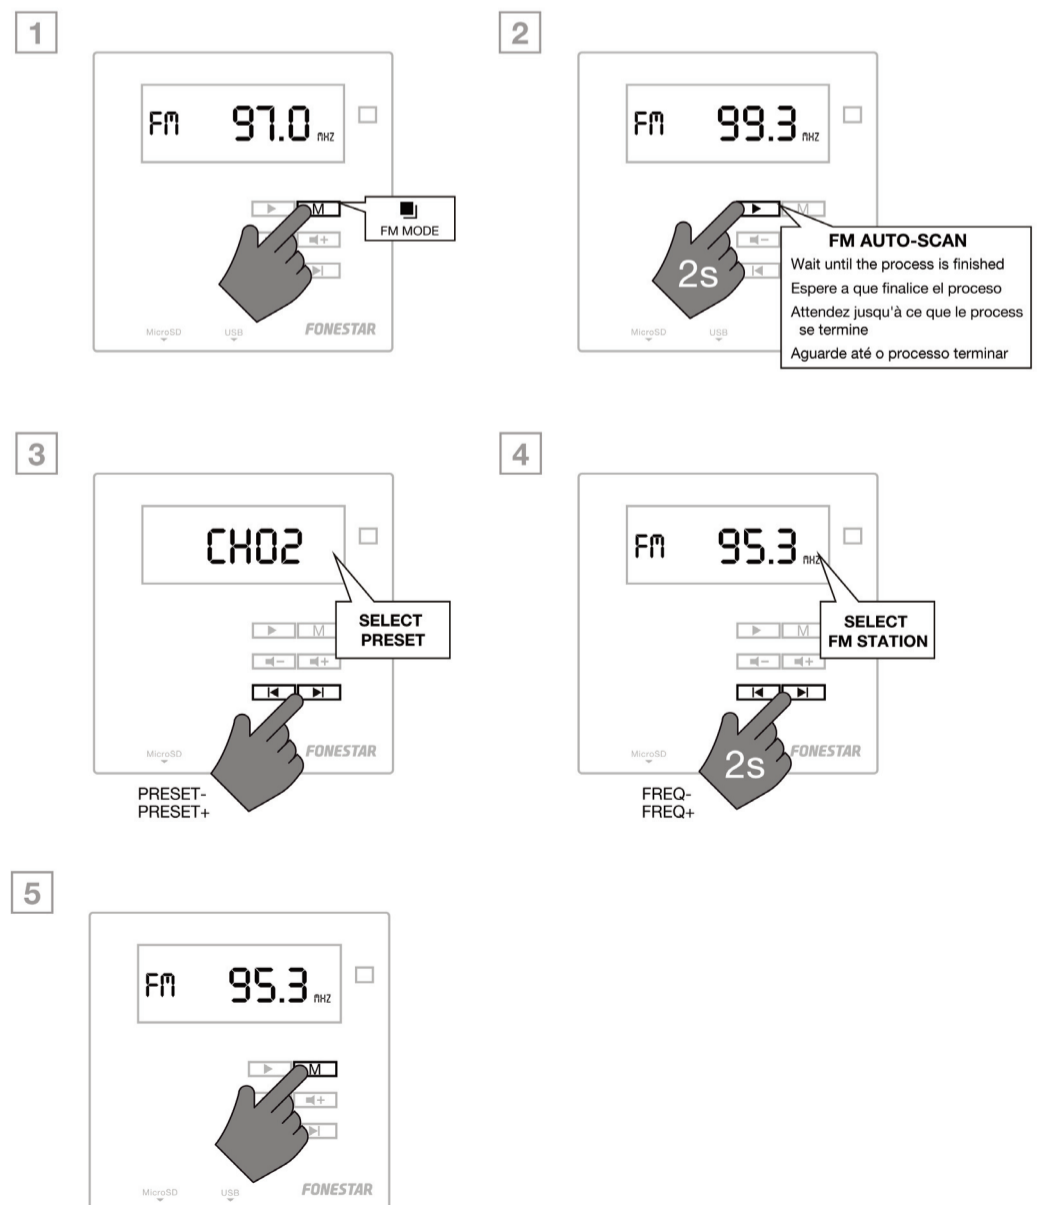 1
FM 97.0 MHZ
M
FM MODE
+
MicroSD
USB
FONESTAR
2
FM 99.3 MHZ
M
−
2s
FM AUTO-SCAN
Wait until the process is finished
Espere a que finalice el proceso
Attendez jusqu'à ce que le process
se termine
Aguarde até o processo terminar
MicroSD
USB
3
CH02
SELECT
PRESET
M
− +
MicroSD
FONESTAR
PRESET-
PRESET+
4
FM 95.3 MHZ
SELECT
FM STATION
M
− +
2s
MicroSD
FONESTAR
FREQ-
FREQ+
5
FM 95.3 MHZ
M
+
MicroSD
USB
FONESTAR